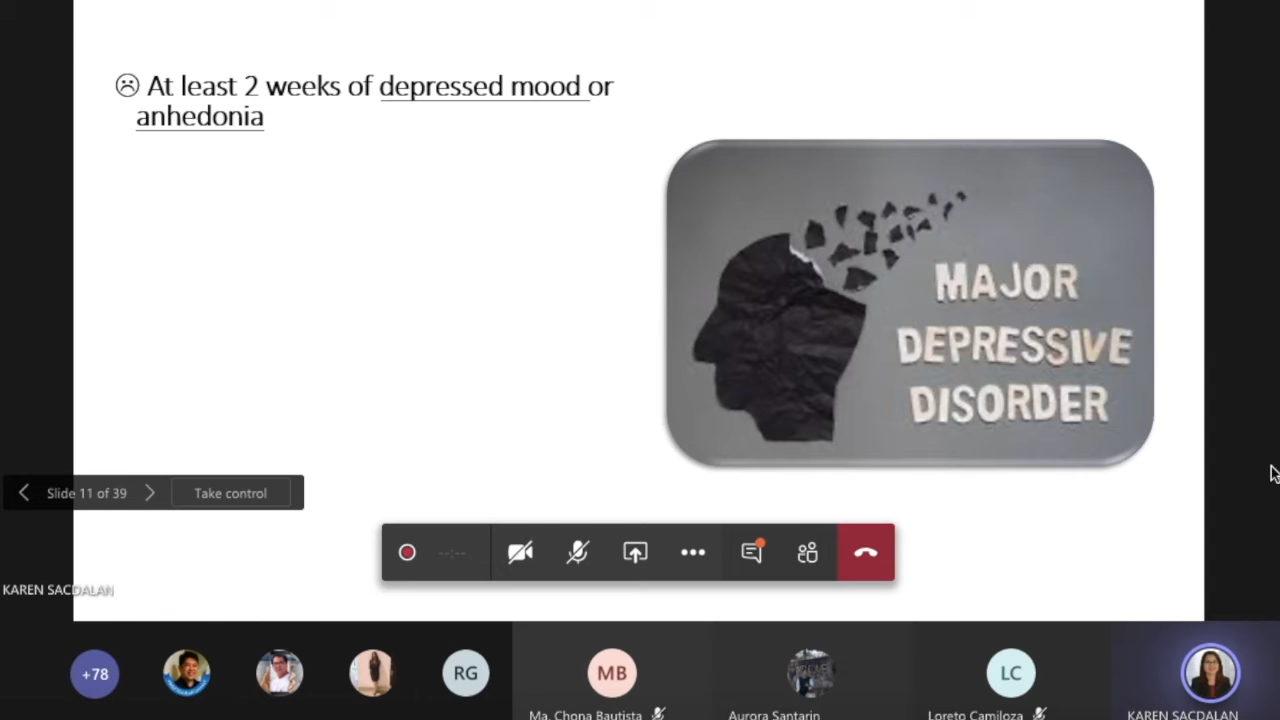 ☹ At least 2 weeks of depressed mood or
anhedonia
MAJOR
DEPRESSIVE
DISORDER
Slide 11 of 39
Take control
--:--
KAREN SACDALAN
+78
RG
MB
LC
Ma. Chona Bautista
Aurora Santarin
Loreto Camiloza
KAREN SACDALAN